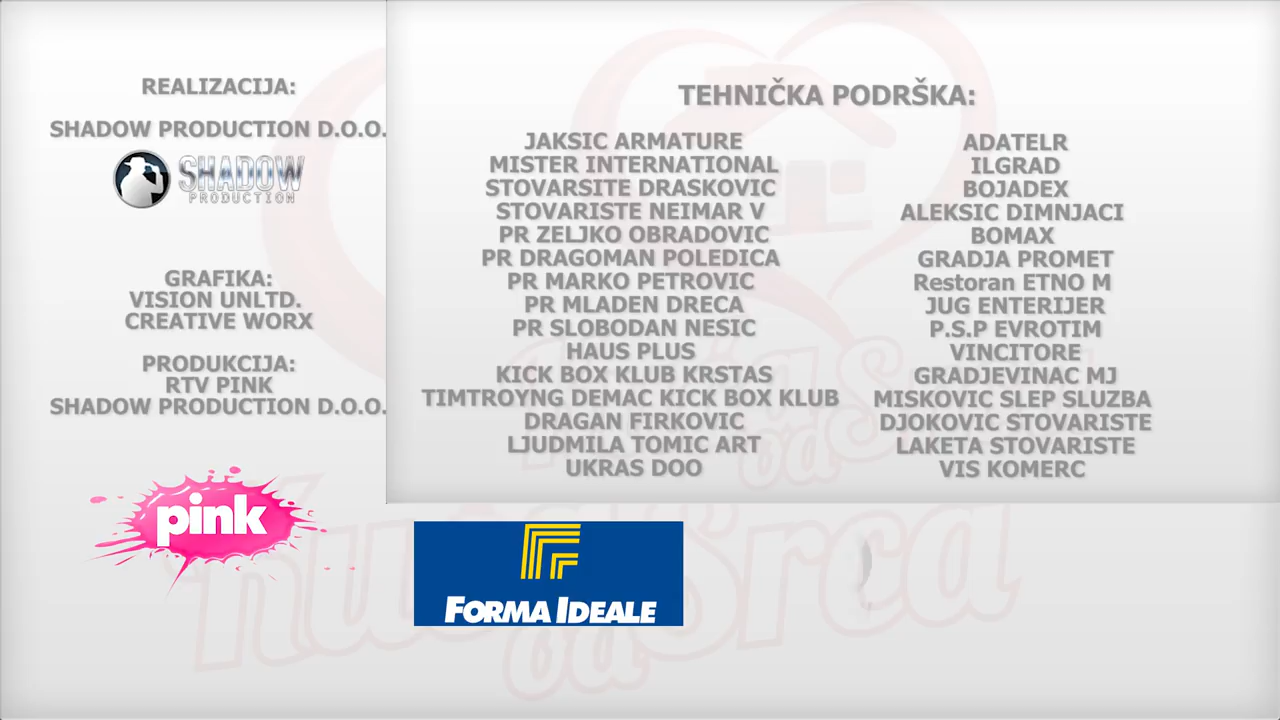 REALIZACIJA:
SHADOW PRODUCTION D.O.O.
SHADOW
PRODUCTION
GRAFIKA:
VISION UNLTD.
CREATIVE WORX
PRODUKCIJA:
RTV PINK
SHADOW PRODUCTION D.O.O.
pink
TEHNIČKA PODRŠKA:
JAKSIC ARMATURE
MISTER INTERNATIONAL
STOVARSITE DRASKOVIC
STOVARISTE NEIMAR V
PR ZELJKO OBRADOVIC
PR DRAGOMAN POLEDICA
PR MARKO PETROVIC
PR MLADEN DRECA
PR SLOBODAN NESIC
HAUS PLUS
KICK BOX KLUB KRSTAS
TIMTROYNG DEMAC KICK BOX KLUB
DRAGAN FIRKOVIC
LJUDMILA TOMIC ART
UKRAS DOO
ADATELR
ILGRAD
BOJADEX
ALEKSIC DIMNJACI
BOMAX
GRADJA PROMET
Restoran ETNO M
JUG ENTERIJER
P.S.P EVROTIM
VINCITORE
GRADJEVINAC MJ
MISKOVIC SLEP SLUZBA
DJOKOVIC STOVARISTE
LAKETA STOVARISTE
VIS KOMERC
FORMA IDEALE
Kuća od Srca